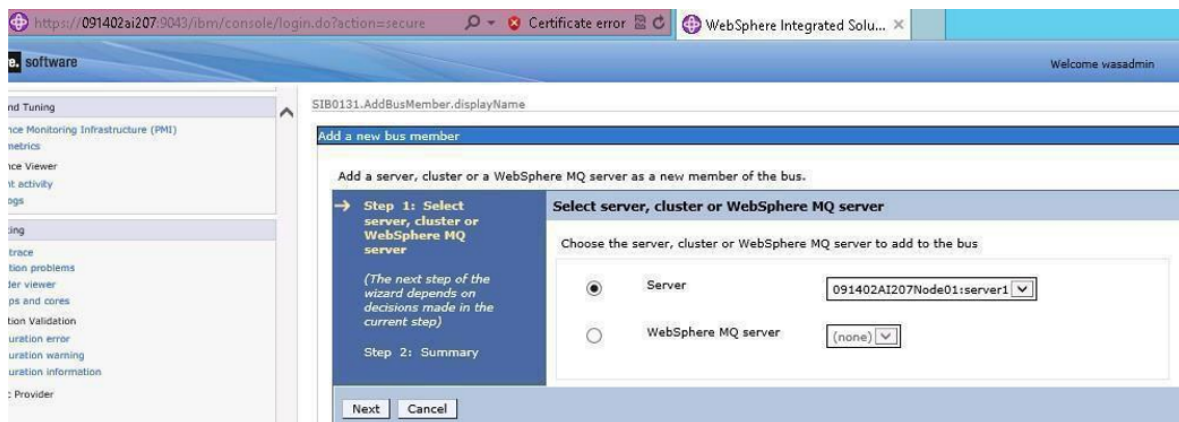 https://091402ai207:9043/ibm/console/login.do?action=secure Certificate error WebSphere Integrated Solu... ×
e. software Welcome wasadmin
nd Tuning
nce Monitoring Infrastructure (PMI)
metrics
nce Viewer
nt activity
ogs
ing
trace
tion problems
der viewer
ps and cores
tion Validation
uration error
uration warning
uration information
: Provider
SIB0131.AddBusMember.displayName
Add a new bus member
Add a server, cluster or a WebSphere MQ server as a new member of the bus.
Step 1: Select
server, cluster or
WebSphere MQ
server
(The next step of the
wizard depends on
decisions made in the
current step)
Step 2: Summary
Select server, cluster or WebSphere MQ server
Choose the server, cluster or WebSphere MQ server to add to the bus
Server 091402AI207Node01:server1
WebSphere MQ server (none)
Next Cancel